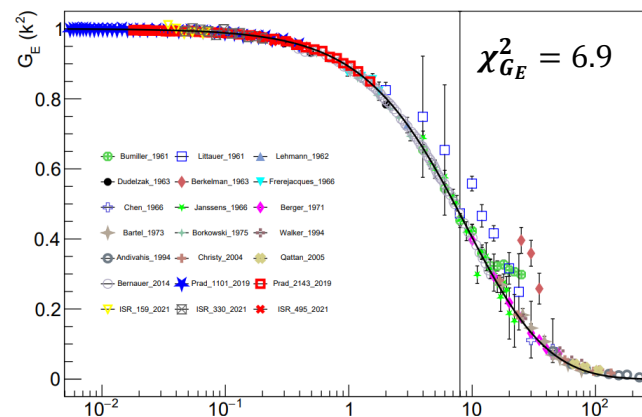 G_E (k²)
χ²_{G_E} = 6.9
1
0.8
0.6
0.4
0.2
0
Bumiller_1961 Littauer_1961 Lehmann_1962
Dudelzak_1963 Berkelman_1963 Frerejacques_1966
Chen_1966 Janssens_1966 Berger_1971
Bartel_1973 Borkowski_1975 Walker_1994
Andivahis_1994 Christy_2004 Qattan_2005
Bernauer_2014 Prad_1101_2019 Prad_2143_2019
ISR_159_2021 ISR_330_2021 ISR_495_2021
10⁻² 10⁻¹ 1 10 10²